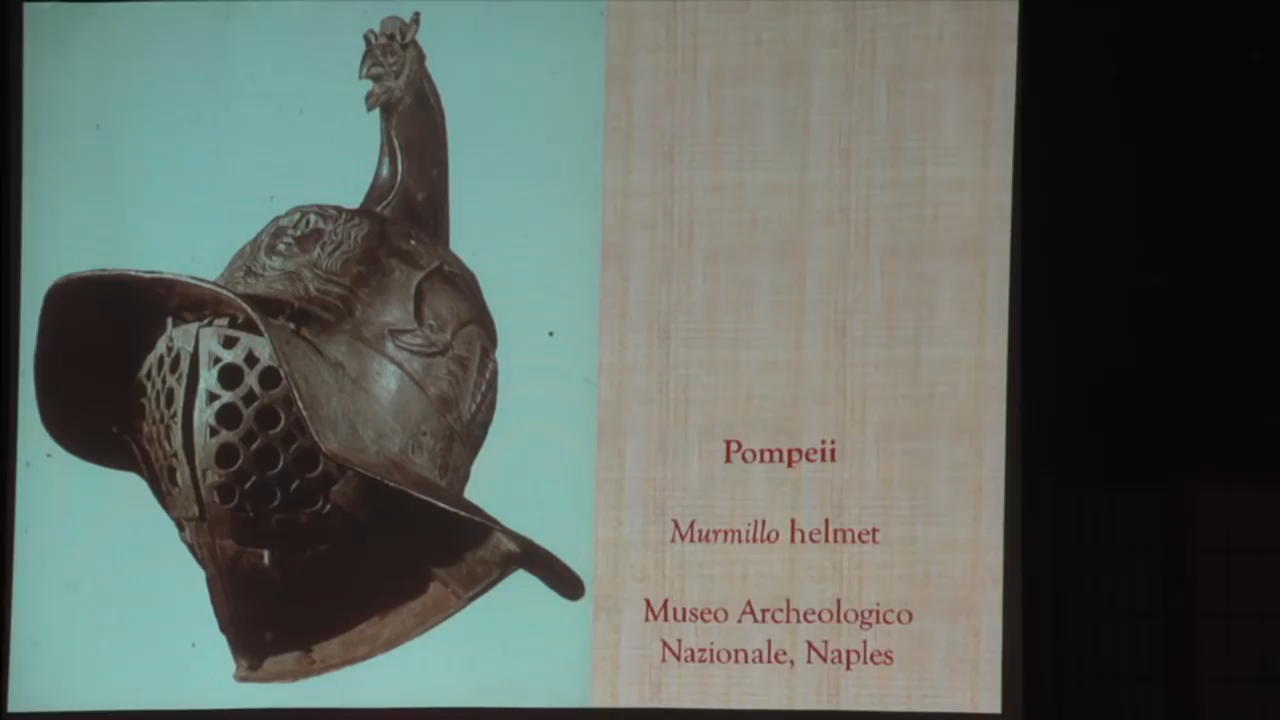 Pompeii
Murmillo helmet
Museo Archeologico
Nazionale, Naples